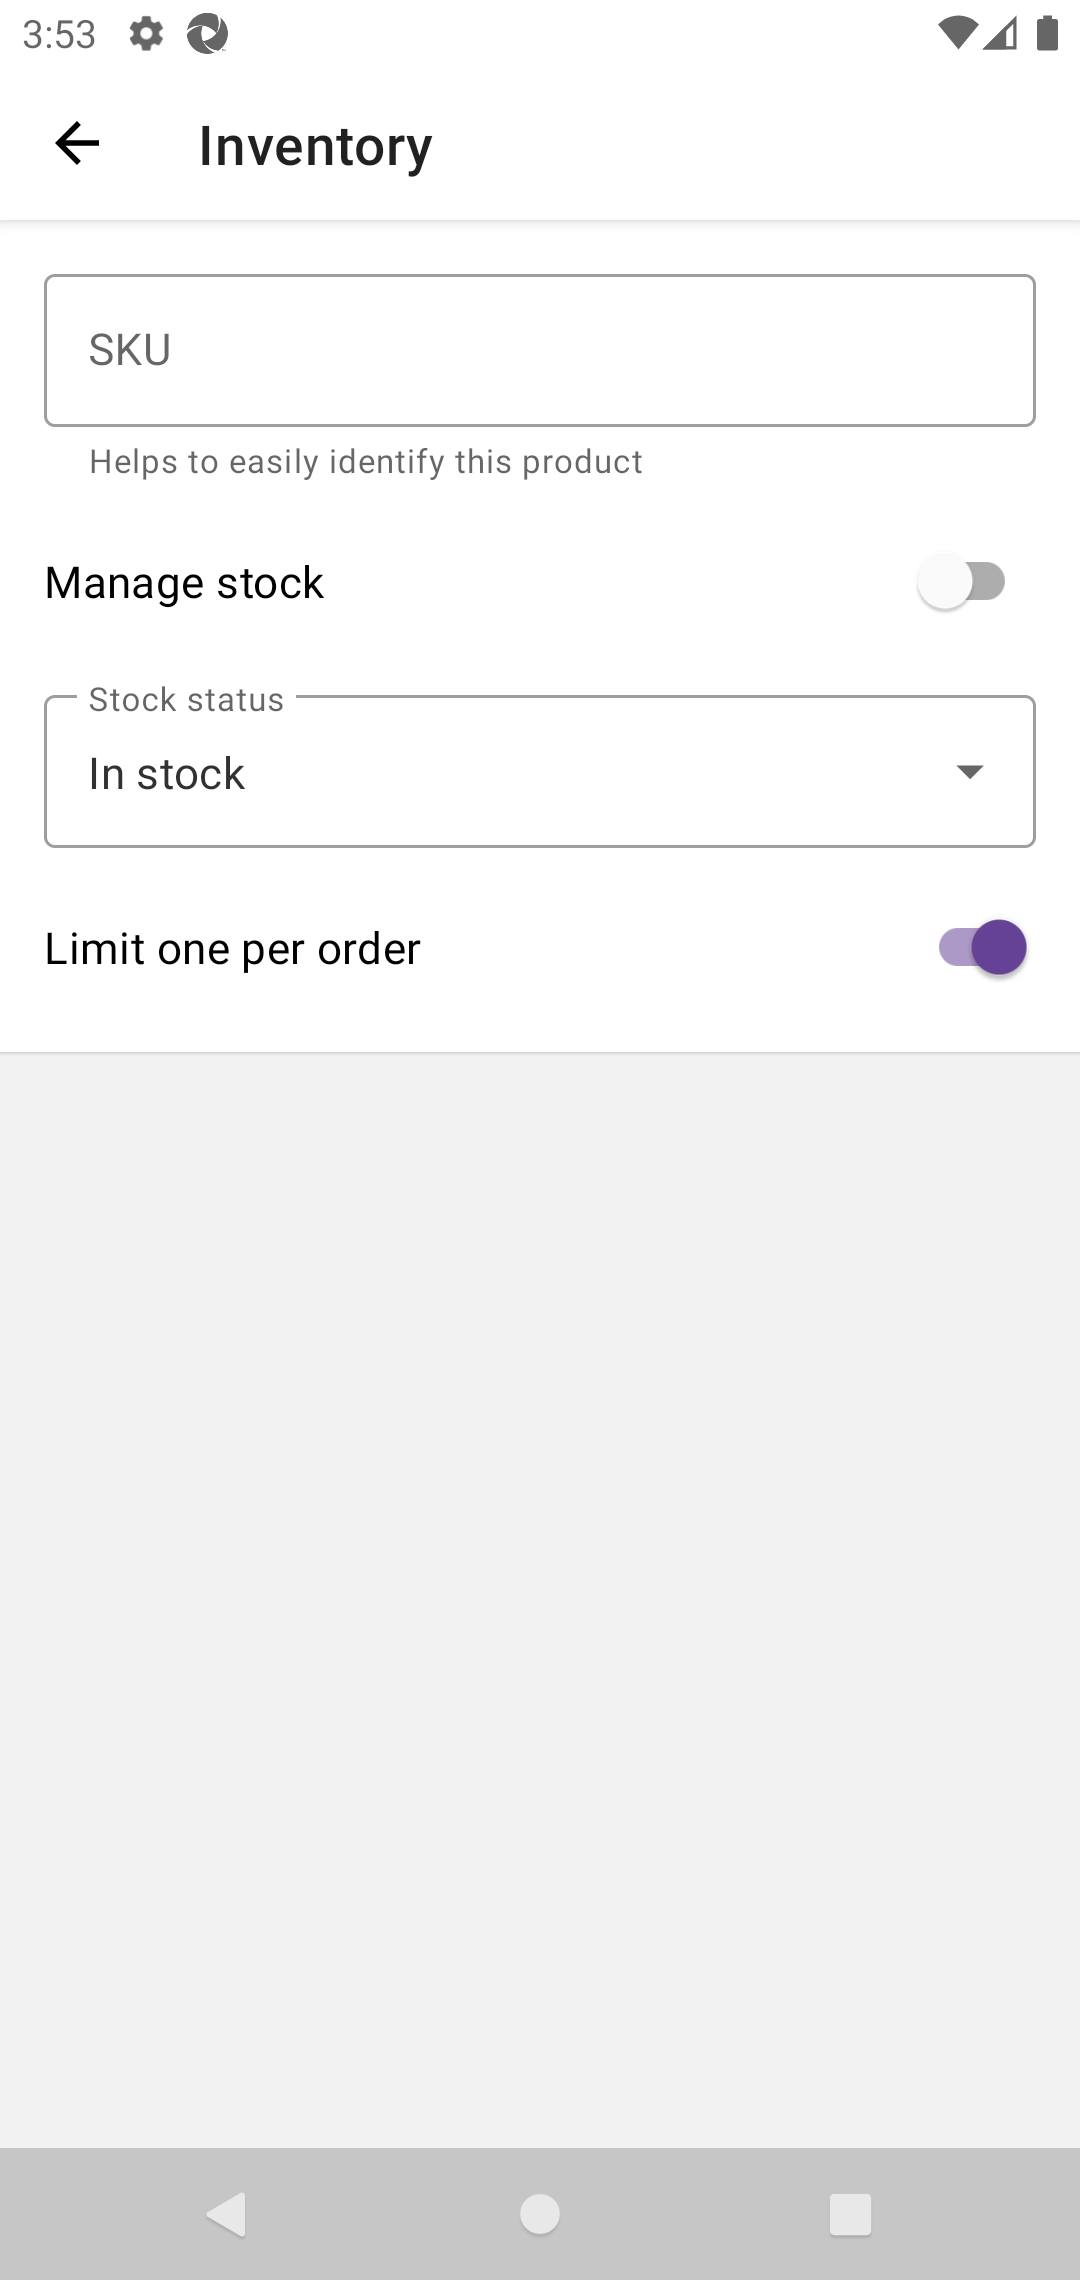 3:53
Inventory
SKU
Helps to easily identify this product
Manage stock
Stock status
In stock
Limit one per order